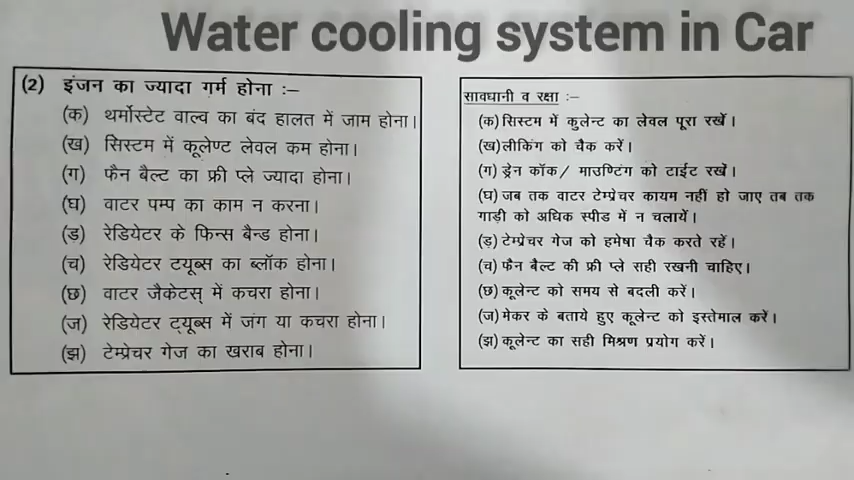 Water cooling system in Car
(2) इंजन का ज्यादा गर्म होना :–
(क) थर्मोस्टेट वाल्व का बंद हालत में जाम होना।
(ख) सिस्टम में कूलेण्ट लेवल कम होना।
(ग) फैन बैल्ट का फ्री प्ले ज्यादा होना।
(घ) वाटर पम्प का काम न करना।
(ड) रेडियेटर के फिन्स बैन्ड होना।
(च) रेडियेटर टयूब्स का ब्लॉक होना।
(छ) वाटर जैकेटस् में कचरा होना।
(ज) रेडियेटर ट्यूब्स में जंग या कचरा होना।
(झ) टेम्प्रेचर गेज का खराब होना।
सावधानी व रक्षा :–
(क) सिस्टम में कुलेन्ट का लेवल पूरा रखें।
(ख) लीकिंग को चैक करें।
(ग) ड्रेन कॉक / माउण्टिंग को टाईट रखें।
(घ) जब तक वाटर टेम्प्रेचर कायम नहीं हो जाए तब तक
गाड़ी को अधिक स्पीड में न चलायें।
(ड़) टेम्प्रेचर गेज को हमेषा चैक करते रहें।
(च) फैन बैल्ट की फ्री प्ले सही रखनी चाहिए।
(छ) कूलेन्ट को समय से बदली करें।
(ज) मेकर के बताये हुए कूलेन्ट को इस्तेमाल करें।
(झ) कूलेन्ट का सही मिश्रण प्रयोग करें।